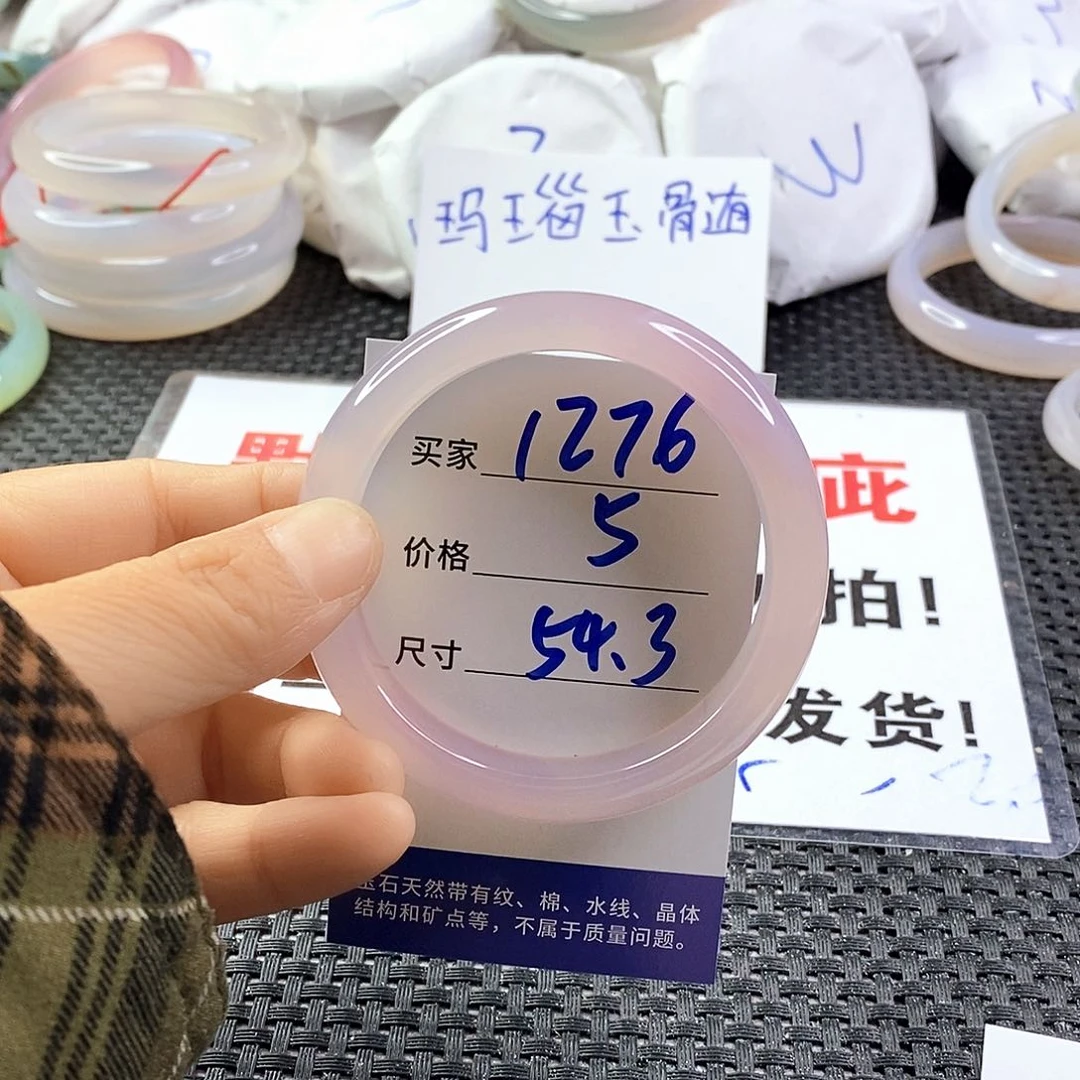 玛瑙玉骨髓
买家 1276
价格 5
尺寸 54.3
拍！
发货！
玉石天然带有纹、棉、水线、晶体
结构和矿点等，不属于质量问题。